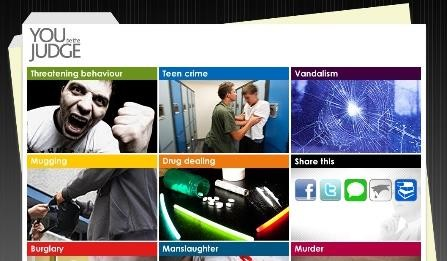 YOU be the
JUDGE
Threatening behaviour
Teen crime
Vandalism
Mugging
Drug dealing
Share this
Burglary
Manslaughter
Murder